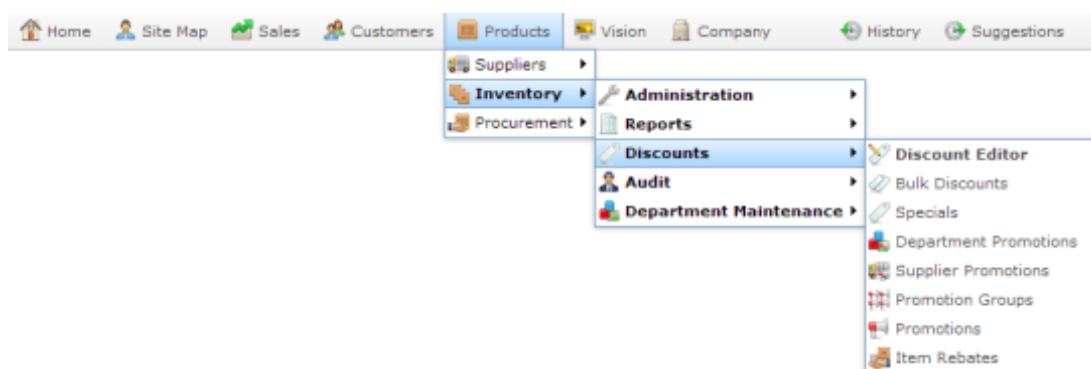 Home Site Map Sales Customers Products Vision Company History Suggestions
Suppliers
Inventory Administration
Procurement Reports
Discounts Discount Editor
Audit Bulk Discounts
Department Maintenance Specials
Department Promotions
Supplier Promotions
Promotion Groups
Promotions
Item Rebates